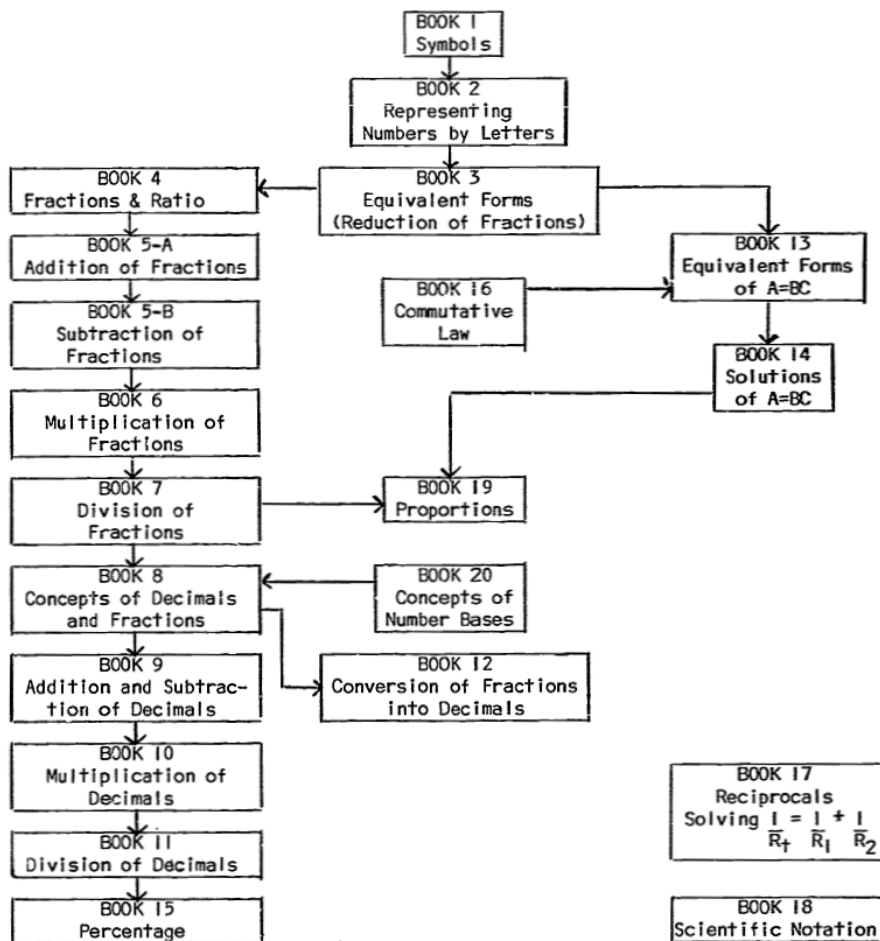 BOOK 1
Symbols
BOOK 2
Representing
Numbers by Letters
BOOK 4
Fractions & Ratio
BOOK 3
Equivalent Forms
(Reduction of Fractions)
BOOK 5-A
Addition of Fractions
BOOK 13
Equivalent Forms
of A=BC
BOOK 16
Commutative
Law
BOOK 5-B
Subtraction of
Fractions
BOOK 14
Solutions
of A=BC
BOOK 6
Multiplication of
Fractions
BOOK 7
Division of
Fractions
BOOK 19
Proportions
BOOK 8
Concepts of Decimals
and Fractions
BOOK 20
Concepts of
Number Bases
BOOK 9
Addition and Subtrac-
tion of Decimals
BOOK 12
Conversion of Fractions
into Decimals
BOOK 10
Multiplication of
Decimals
BOOK 17
Reciprocals
Solving 1/Rt = 1/R1 + 1/R2
BOOK 11
Division of Decimals
BOOK 15
Percentage
BOOK 18
Scientific Notation